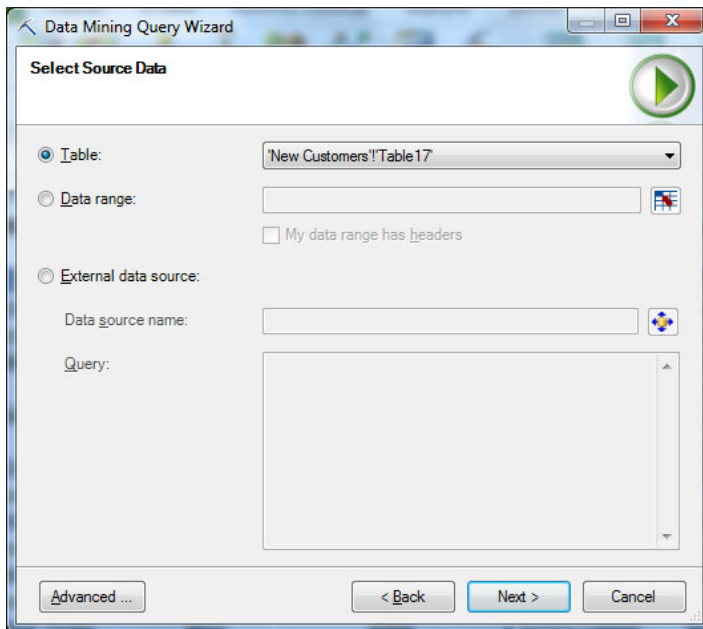 Data Mining Query Wizard
Select Source Data
Table:
'New Customers'!'Table17'
Data range:
My data range has headers
External data source:
Data source name:
Query:
Advanced ...
< Back
Next >
Cancel